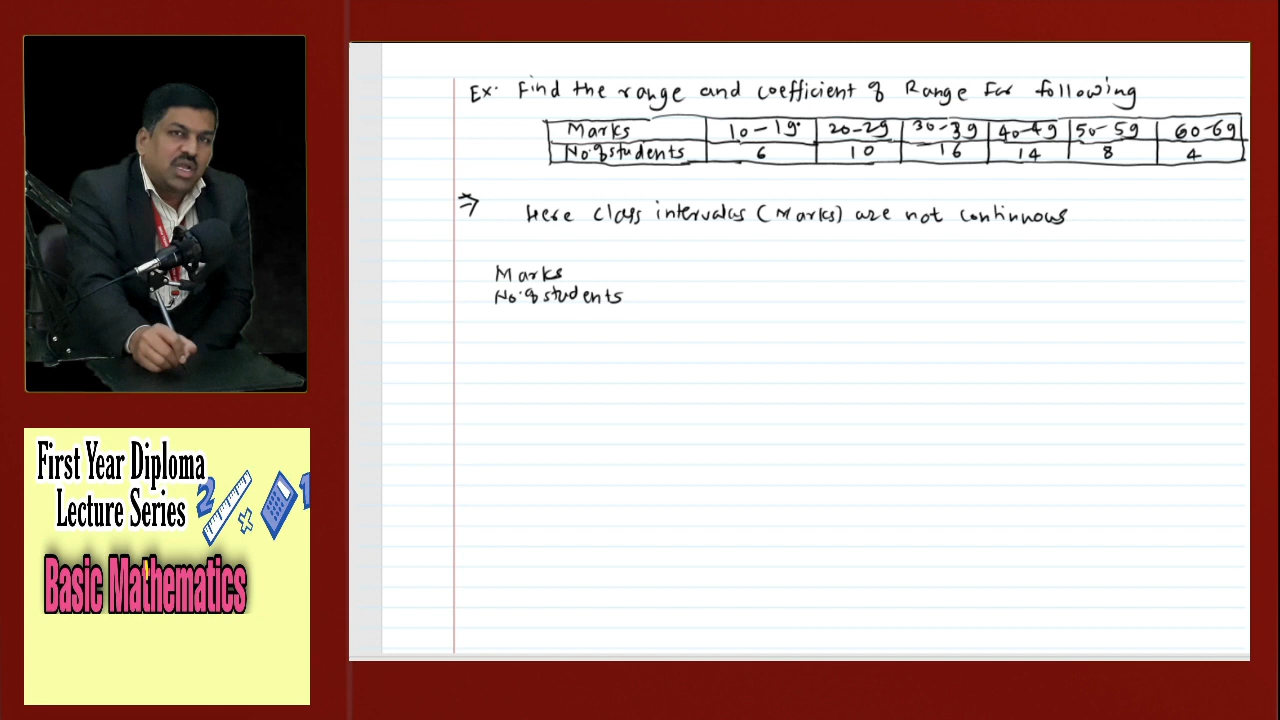 Ex. Find the range and coefficient of Range for following
Marks 10-19 20-29 30-39 40-49 50-59 60-69
No. of students 6 10 16 14 8 4
⇒ Here class intervalas (Marks) are not continuous
Marks
No. of students
First Year Diploma
Lecture Series
Basic Mathematics